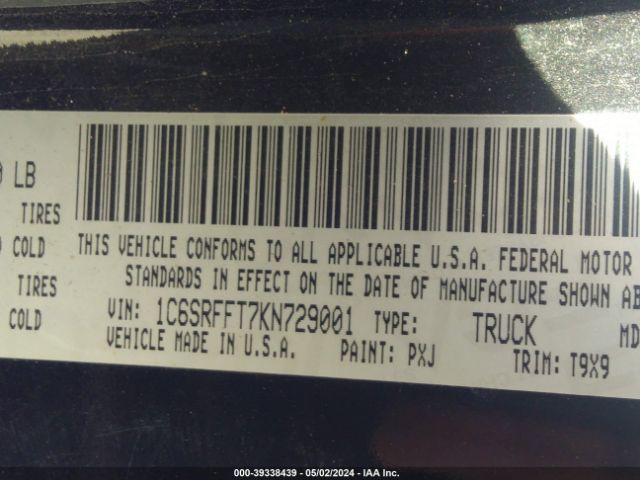 LB
TIRES
COLD THIS VEHICLE CONFORMS TO ALL APPLICABLE U.S.A. FEDERAL MOTOR
TIRES STANDARDS IN EFFECT ON THE DATE OF MANUFACTURE SHOWN AB
COLD VIN: 1C6SRFFT7KN729001 TYPE: TRUCK MD
VEHICLE MADE IN U.S.A. PAINT: PXJ TRIM: T9X9
000-39338439 - 05/02/2024 - IAA Inc.